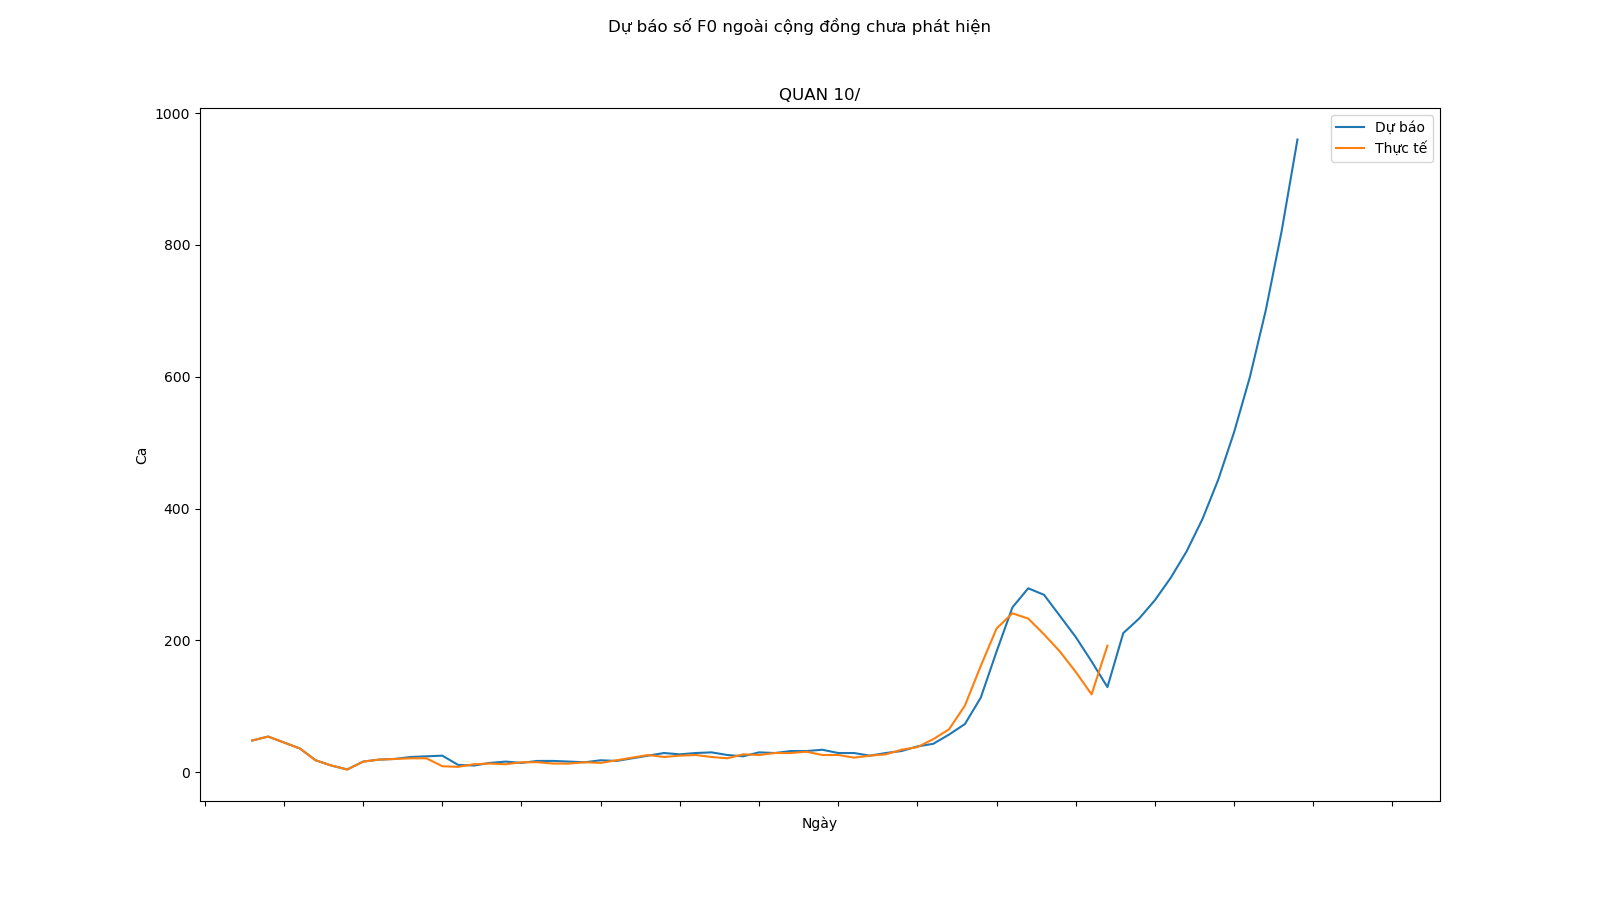 Dự báo số F0 ngoài cộng đồng chưa phát hiện
QUAN 10/
1000
800
600
400
200
0
Ca
Ngày
Dự báo
Thực tế